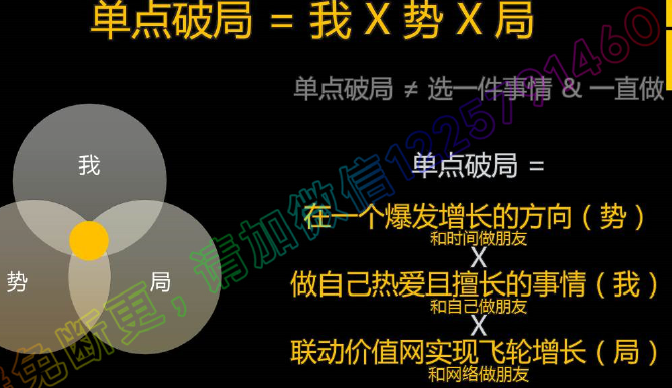 单点破局 = 我 X 势 X 局
单点破局 ≠ 选一件事情 & 一直做
单点破局 =
我
在一个爆发增长的方向(势)
和时间做朋友
X
势
局
做自己热爱且擅长的事情(我)
和自己做朋友
X
联动价值网实现飞轮增长(局)
和网络做朋友
免断更,请加微信1225791460